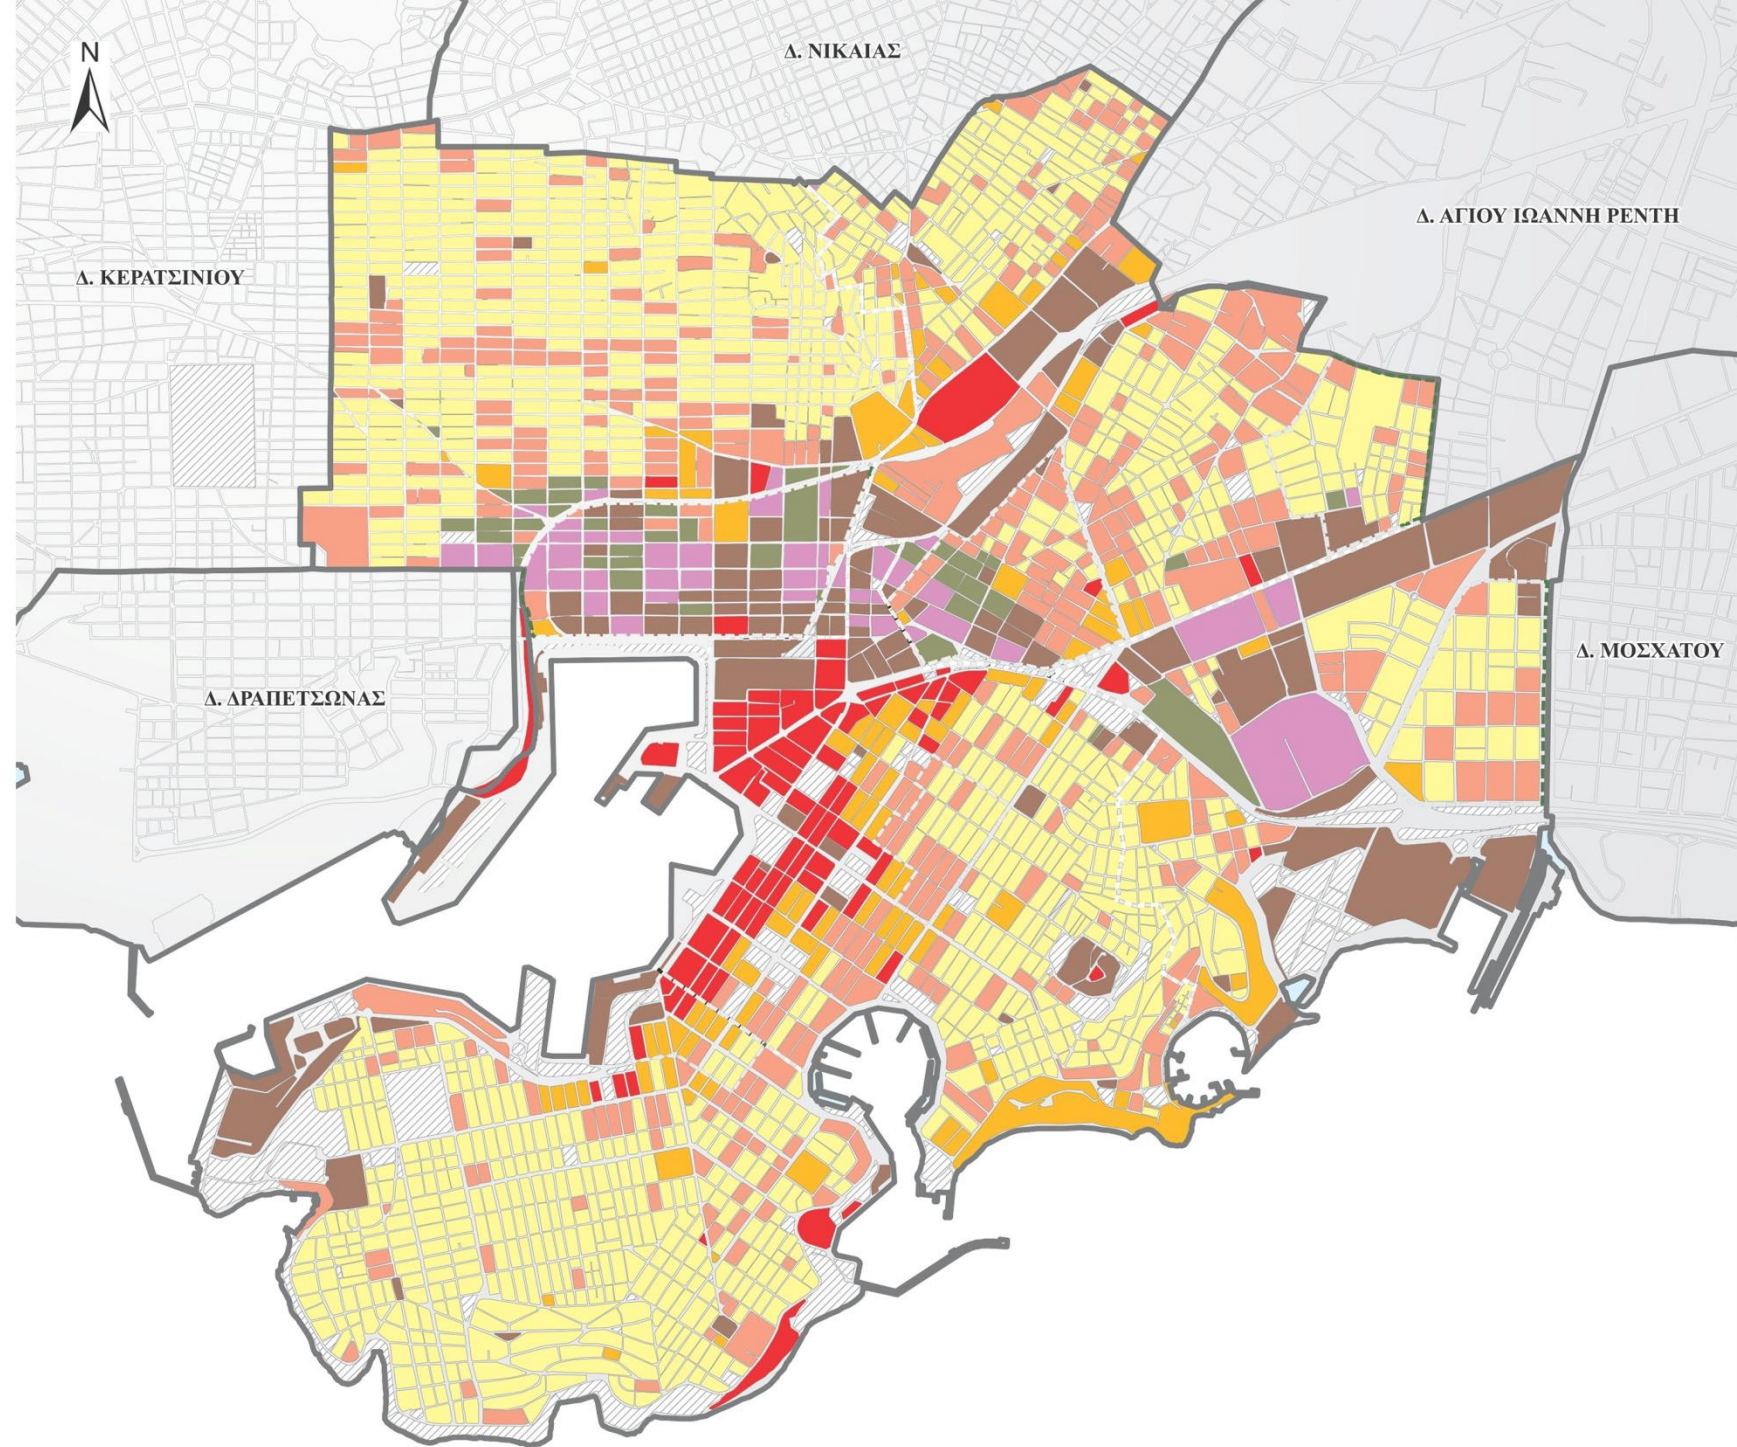 N
Δ. ΝΙΚΑΙΑΣ
Δ. ΑΓΙΟΥ ΙΩΑΝΝΗ ΡΕΝΤΗ
Δ. ΚΕΡΑΤΣΙΝΙΟΥ
Δ. ΜΟΣΧΑΤΟΥ
Δ. ΔΡΑΠΕΤΣΩΝΑΣ